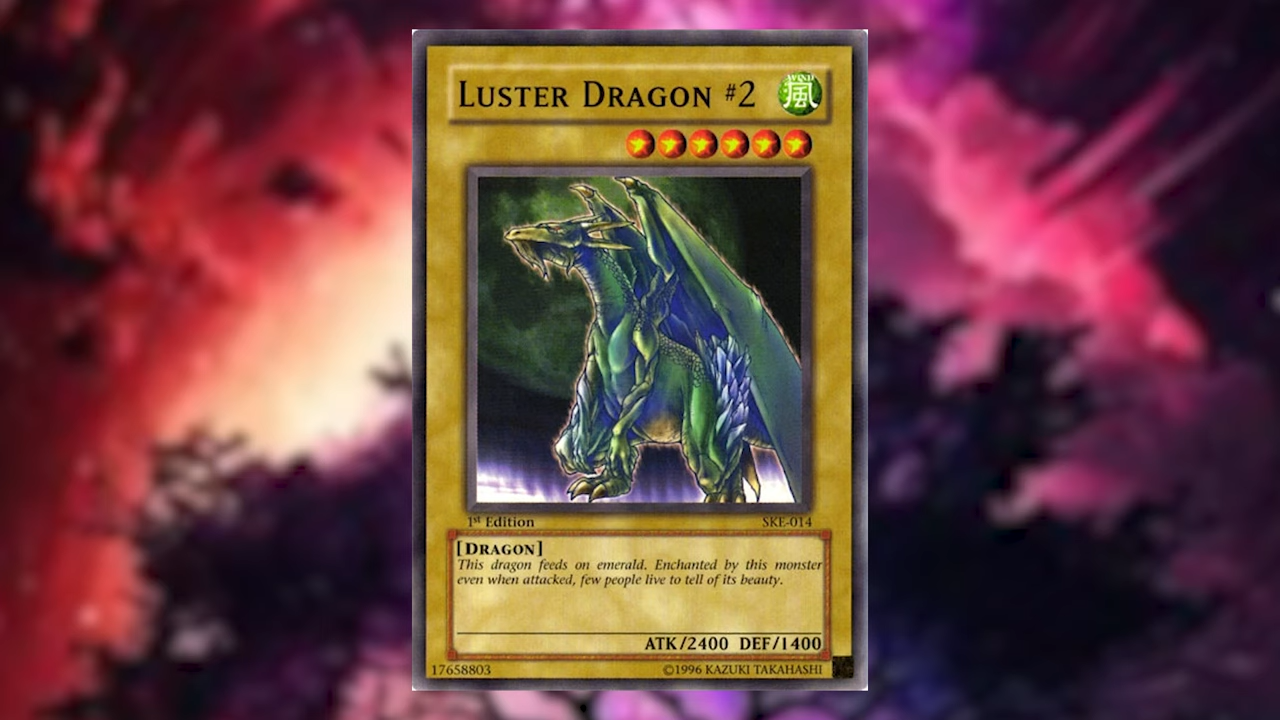 LUSTER DRAGON #2
WIND
風
1st Edition
SKE-014
[DRAGON]
This dragon feeds on emerald. Enchanted by this monster
even when attacked, few people live to tell of its beauty.
ATK/2400 DEF/1400
17658803
©1996 KAZUKI TAKAHASHI